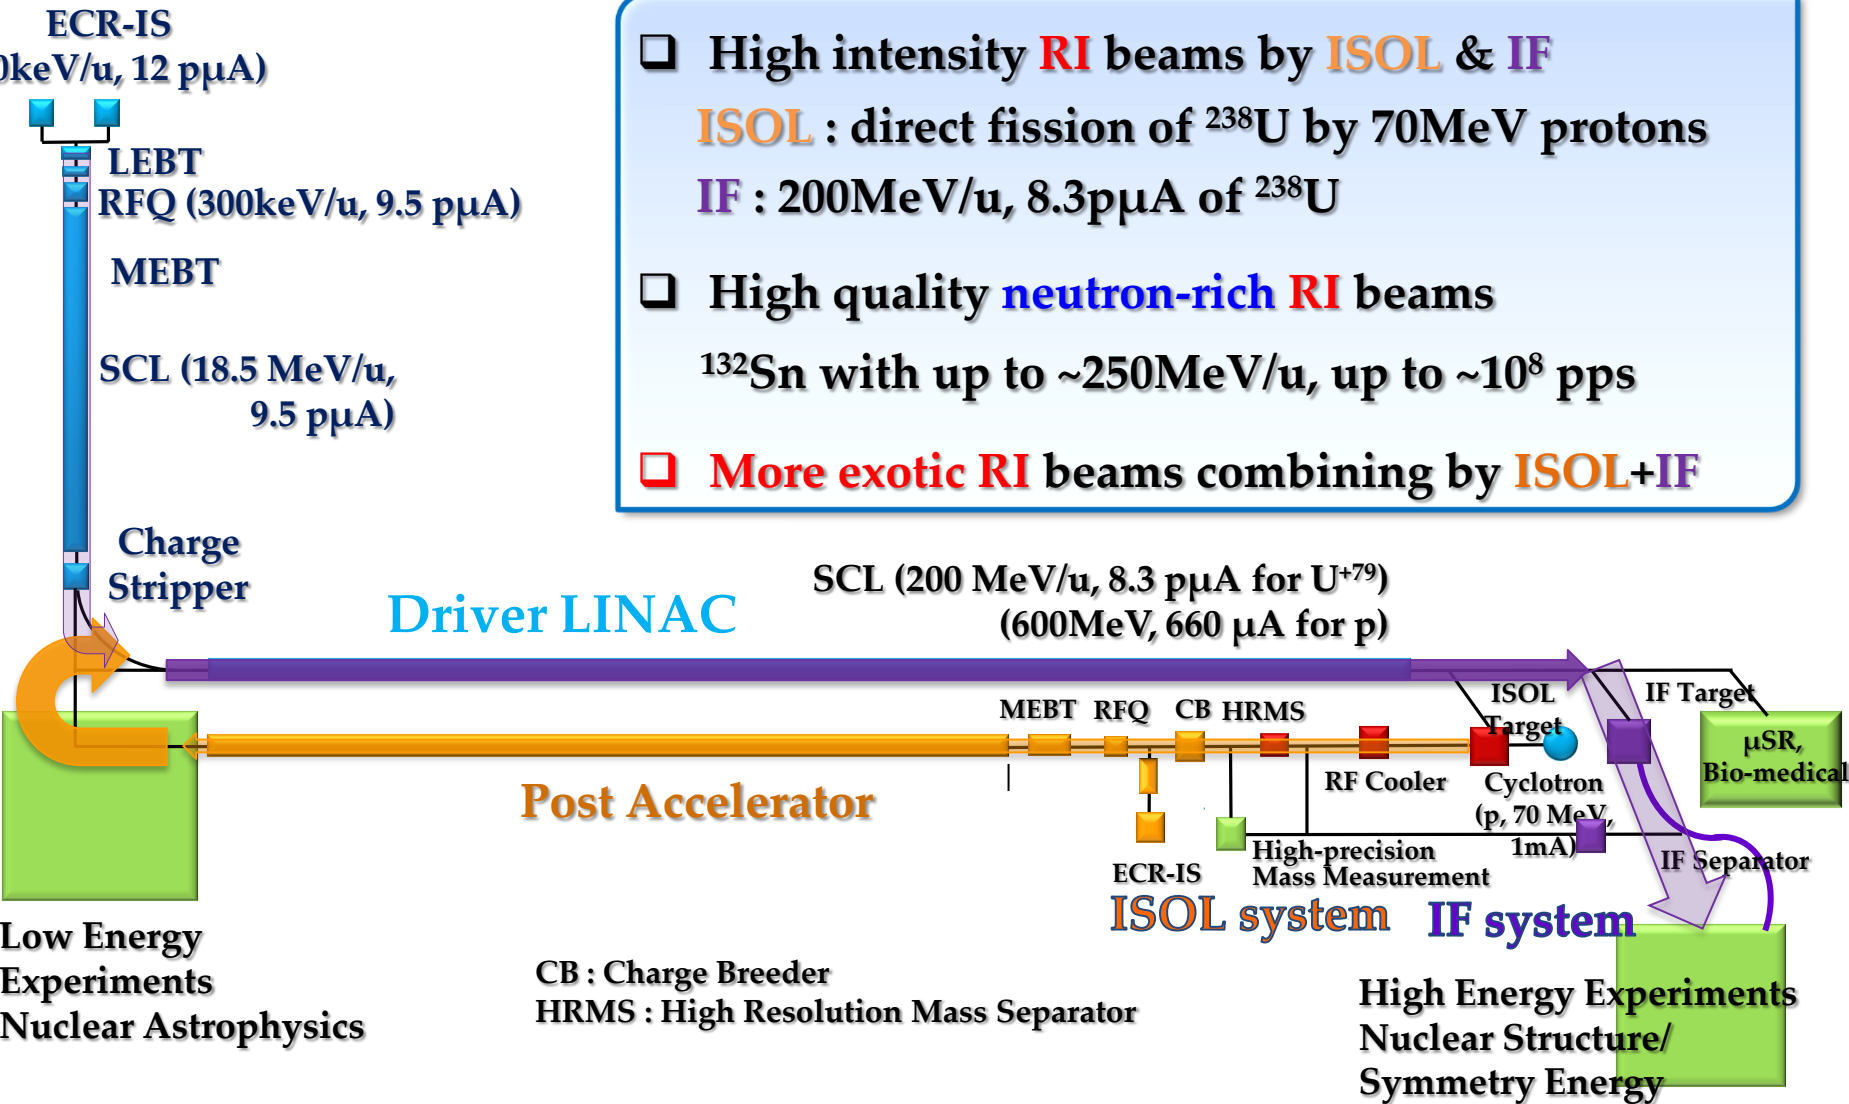 ECR-IS
0keV/u, 12 pμA)
LEBT
RFQ (300keV/u, 9.5 pμA)
MEBT
SCL (18.5 MeV/u,
9.5 pμA)
Charge
Stripper
❑ High intensity RI beams by ISOL & IF
ISOL : direct fission of ²³⁸U by 70MeV protons
IF : 200MeV/u, 8.3pμA of ²³⁸U
❑ High quality neutron-rich RI beams
¹³²Sn with up to ~250MeV/u, up to ~10⁸ pps
❑ More exotic RI beams combining by ISOL+IF
Driver LINAC
SCL (200 MeV/u, 8.3 pμA for U⁺⁷⁹)
(600MeV, 660 μA for p)
MEBT
RFQ
CB
HRMS
ISOL
Target
IF Target
μSR,
Bio-medical
RF Cooler
Cyclotron
(p, 70 MeV,
1mA)
Post Accelerator
ECR-IS
High-precision
Mass Measurement
IF Separator
ISOL system
IF system
Low Energy
Experiments
Nuclear Astrophysics
CB : Charge Breeder
HRMS : High Resolution Mass Separator
High Energy Experiments
Nuclear Structure/
Symmetry Energy